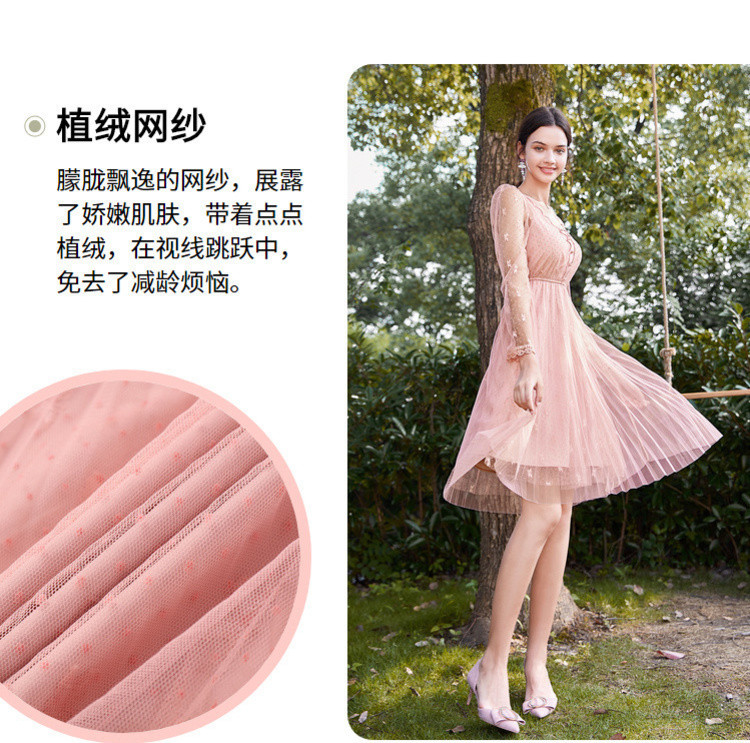 植绒网纱
朦胧飘逸的网纱，展露
了娇嫩肌肤，带着点点
植绒，在视线跳跃中，
免去了减龄烦恼。